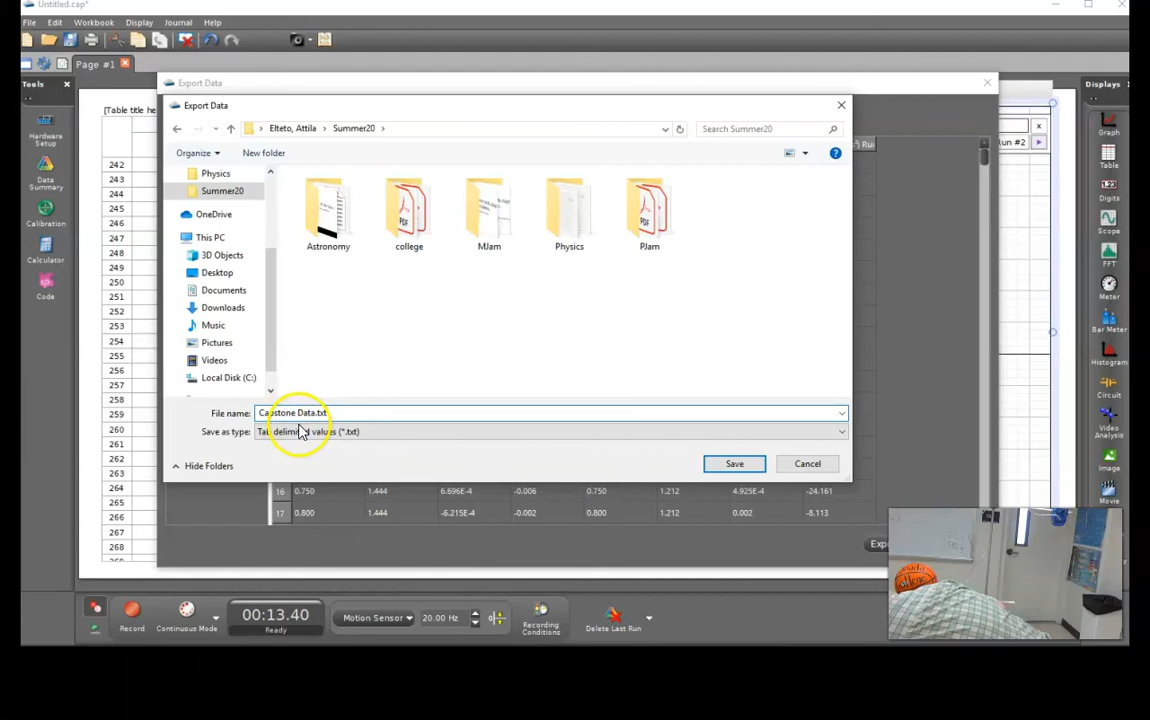 Untitled.cap*
File Edit Workbook Display Journal Help
Page #1
Tools
Hardware Setup
Data Summary
Calibration
Calculator
Code
[Table title he
242
243
244
245
246
247
248
249
250
251
252
253
254
255
256
257
258
259
260
261
262
263
264
265
266
267
268
Export Data
Export Data
Elteto, Attila > Summer20 >
Search Summer20
Organize
New folder
Physics
Summer20
OneDrive
This PC
3D Objects
Desktop
Documents
Downloads
Music
Pictures
Videos
Local Disk (C:)
Astronomy college MJam Physics PJam
File name: Capstone Data.txt
Save as type: Tab delimited values (*.txt)
Hide Folders
Save
Cancel
16 0.750 1.444 6.696E-4 -0.006 0.750 1.212 4.925E-4 -24.161
17 0.800 1.444 -6.215E-4 -0.002 0.800 1.212 0.002 -8.113
Run #2
Displays
Graph
Table
Digits
Scope
FFT
Meter
Bar Meter
Histogram
Circuit
Video Analysis
Image
Movie
Record
Continuous Mode
00:13.40
Ready
Motion Sensor
20.00 Hz
Recording Conditions
Delete Last Run